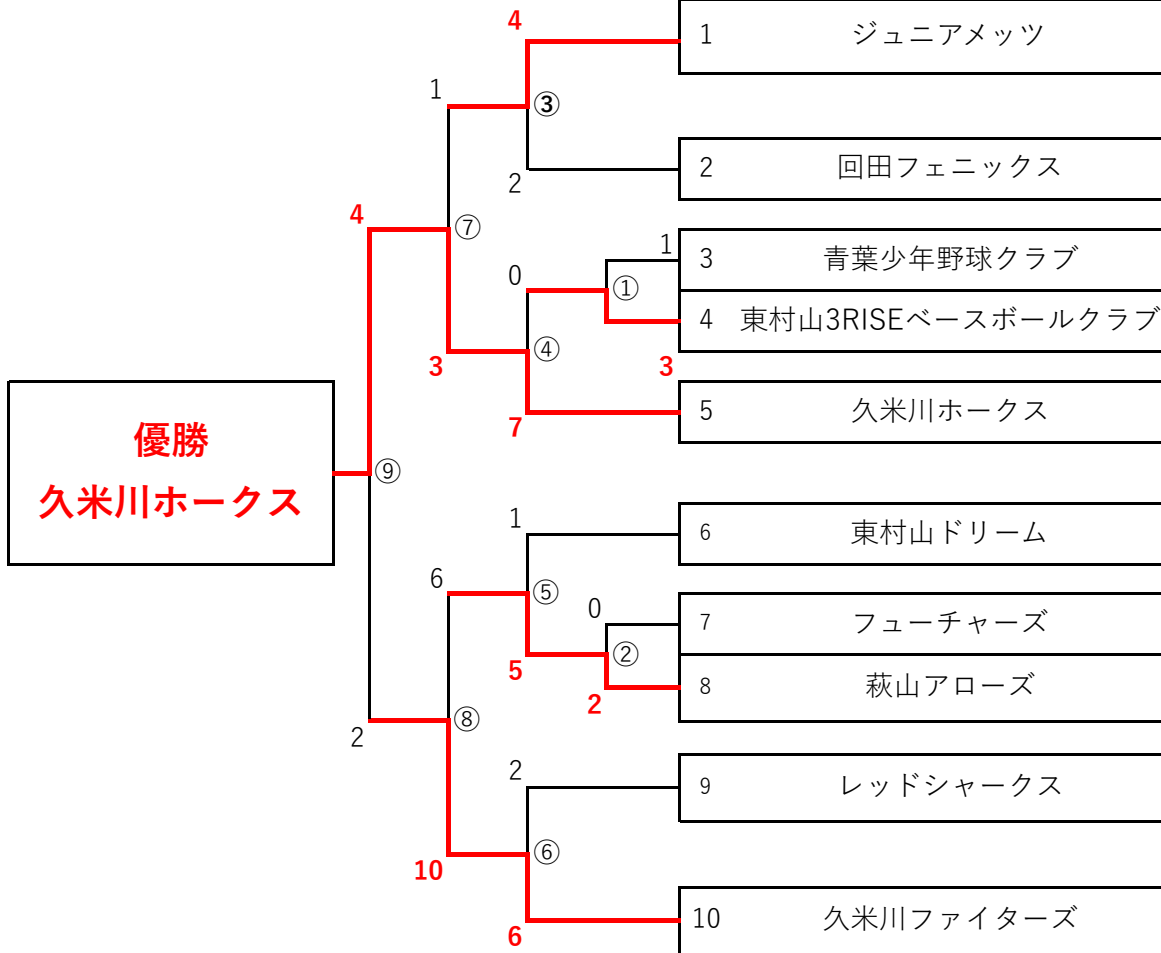 4
1 ジュニアメッツ
1
③
2 回田フェニックス
2
4
⑦
1
3 青葉少年野球クラブ
0
①
4 東村山3RISEベースボールクラブ
④
3
3
5 久米川ホークス
7
優勝
久米川ホークス
⑨
1
6 東村山ドリーム
6
⑤
0
7 フューチャーズ
②
5
8 萩山アローズ
2
⑧
2
2
9 レッドシャークス
⑥
10
10 久米川ファイターズ
6